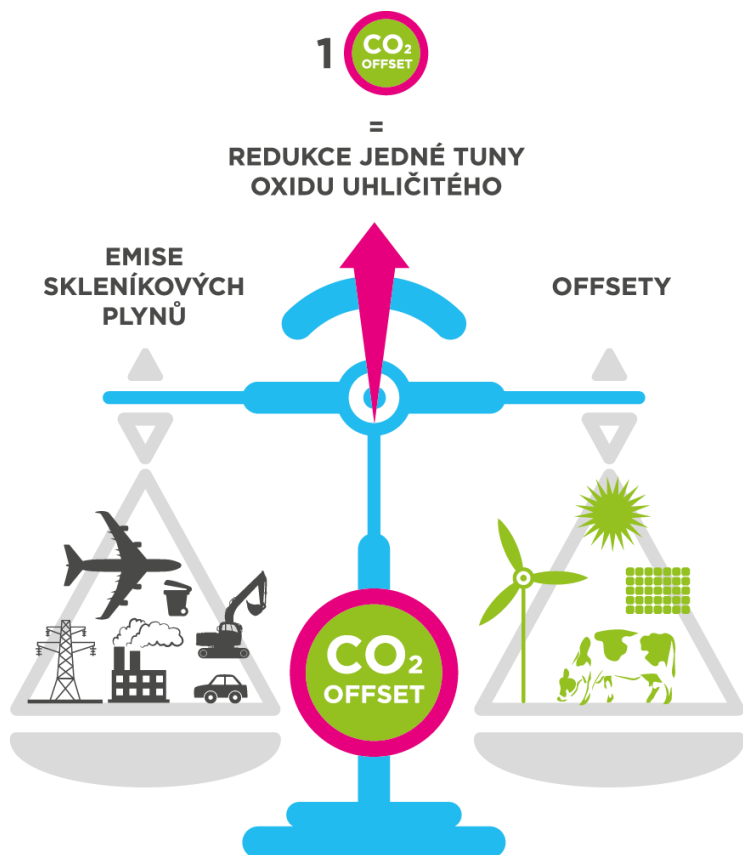 1 CO₂
OFFSET
=
REDUKCE JEDNÉ TUNY
OXIDU UHLIČITÉHO
EMISE
SKLENÍKOVÝCH
PLYNŮ
OFFSETY
CO₂
OFFSET